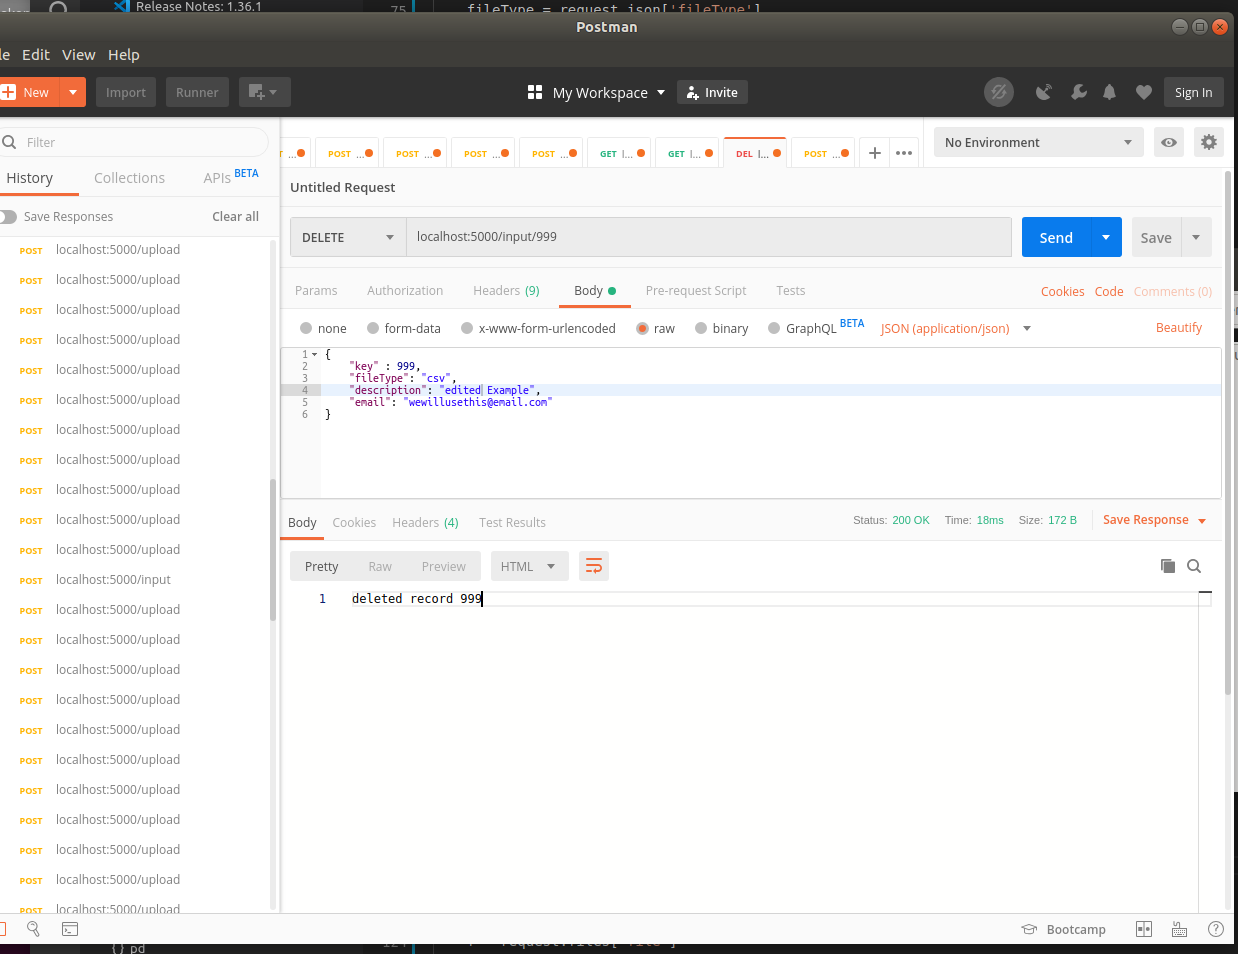 Release Notes: 1.36.1
75
fileType = request.json['fileType']
Postman
le Edit View Help
New
Import
Runner
My Workspace
Invite
Sign In
Filter
History
Collections
APIs BETA
Save Responses
Clear all
POST localhost:5000/upload
POST localhost:5000/upload
POST localhost:5000/upload
POST localhost:5000/upload
POST localhost:5000/upload
POST localhost:5000/upload
POST localhost:5000/upload
POST localhost:5000/upload
POST localhost:5000/upload
POST localhost:5000/upload
POST localhost:5000/upload
POST localhost:5000/input
POST localhost:5000/upload
POST localhost:5000/upload
POST localhost:5000/upload
POST localhost:5000/upload
POST localhost:5000/upload
POST localhost:5000/upload
POST localhost:5000/upload
POST localhost:5000/upload
POST localhost:5000/upload
POST localhost:5000/upload
POST localhost:5000/upload
T ... POST ... POST ... POST ... POST ... GET l... GET l... DEL l... POST ...
No Environment
Untitled Request
DELETE
localhost:5000/input/999
Send
Save
Params Authorization Headers (9) Body Pre-request Script Tests
Cookies Code Comments (0)
none form-data x-www-form-urlencoded raw binary GraphQL BETA JSON (application/json)
Beautify
1 {
2 "key" : 999,
3 "fileType": "csv",
4 "description": "edited Example",
5 "email": "wewillusethis@email.com"
6 }
Body Cookies Headers (4) Test Results
Status: 200 OK Time: 18ms Size: 172 B
Save Response
Pretty Raw Preview
HTML
1 deleted record 999
Bootcamp
{} pd